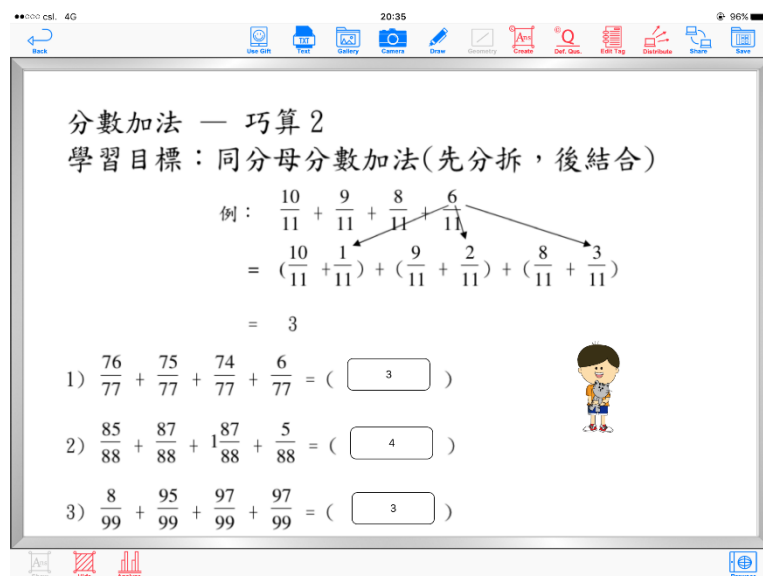 csl. 4G 20:35 96%
Back Use Gift Text Gallery Camera Draw Geometry Create Def. Qus. Edit Tag Distribute Share Save
分數加法 — 巧算 2
學習目標：同分母分數加法(先分拆，後結合)
例： 10/11 + 9/11 + 8/11 + 6/11
= (10/11 + 1/11) + (9/11 + 2/11) + (8/11 + 3/11)
= 3
1) 76/77 + 75/77 + 74/77 + 6/77 = ( 3 )
2) 85/88 + 87/88 + 1 87/88 + 5/88 = ( 4 )
3) 8/99 + 95/99 + 97/99 + 97/99 = ( 3 )